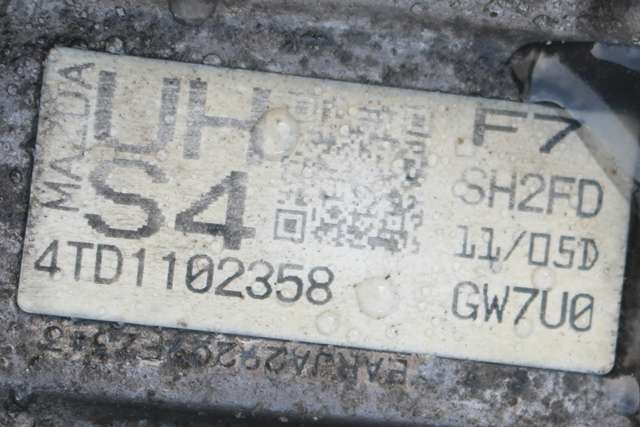 MAZDA
UH
S4
4TD1102358
F7
SH2FD
11/05D
GW7U0